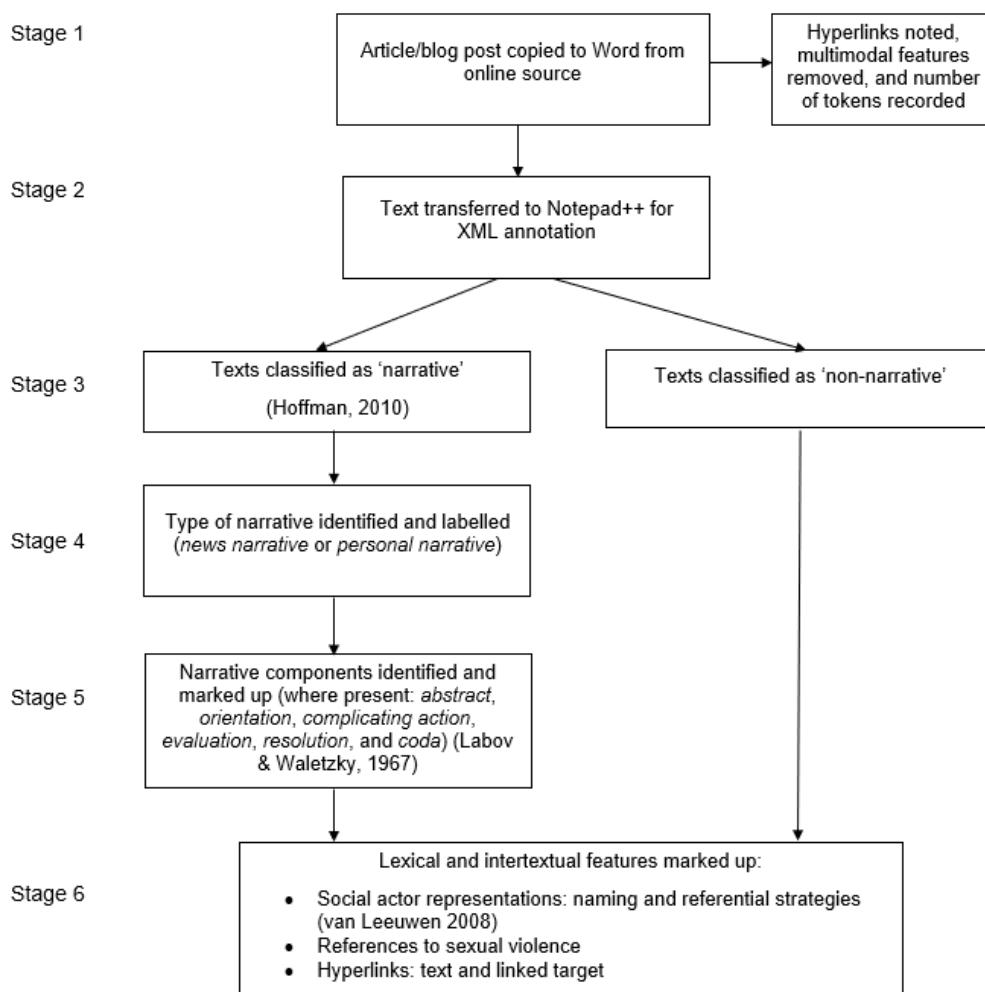 Stage 1
Article/blog post copied to Word from
online source
Hyperlinks noted,
multimodal features
removed, and number
of tokens recorded
Stage 2
Text transferred to Notepad++ for
XML annotation
Stage 3
Texts classified as ‘narrative’
(Hoffman, 2010)
Texts classified as ‘non-narrative’
Stage 4
Type of narrative identified and labelled
(news narrative or personal narrative)
Stage 5
Narrative components identified and
marked up (where present: abstract,
orientation, complicating action,
evaluation, resolution, and coda) (Labov
& Waletzky, 1967)
Stage 6
Lexical and intertextual features marked up:
• Social actor representations: naming and referential strategies
(van Leeuwen 2008)
• References to sexual violence
• Hyperlinks: text and linked target